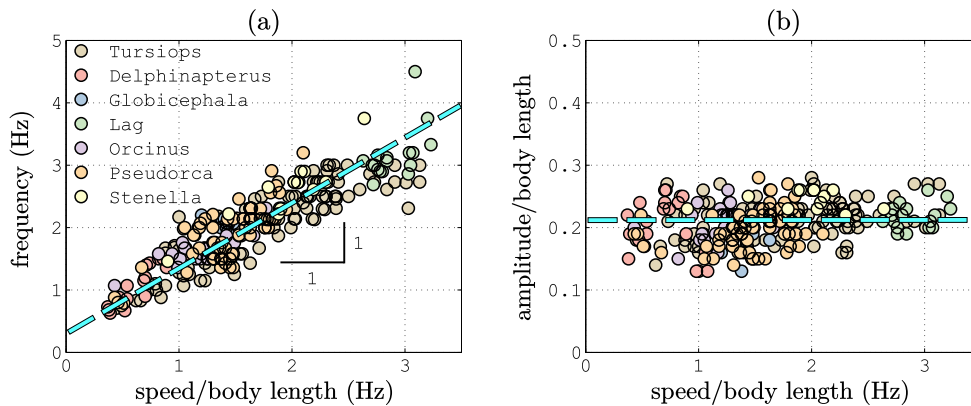 (a)
frequency (Hz)
5
4
3
2
1
0
Tursiops
Delphinapterus
Globicephala
Lag
Orcinus
Pseudorca
Stenella
1
1
0
1
2
3
speed/body length (Hz)
(b)
amplitude/body length
0.5
0.4
0.3
0.2
0.1
0
0
1
2
3
speed/body length (Hz)